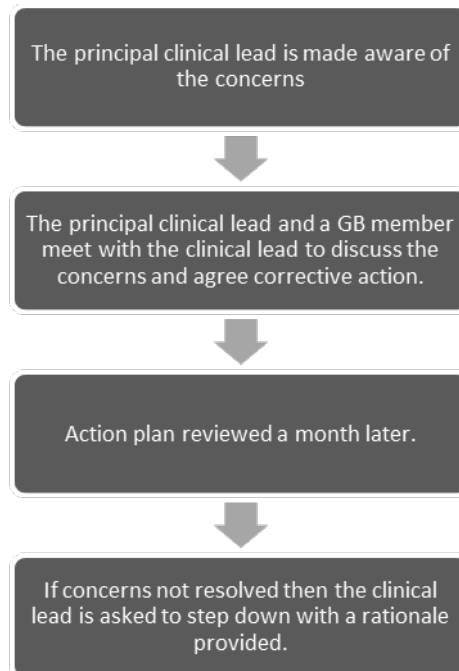 The principal clinical lead is made aware of
the concerns
The principal clinical lead and a GB member
meet with the clinical lead to discuss the
concerns and agree corrective action.
Action plan reviewed a month later.
If concerns not resolved then the clinical
lead is asked to step down with a rationale
provided.